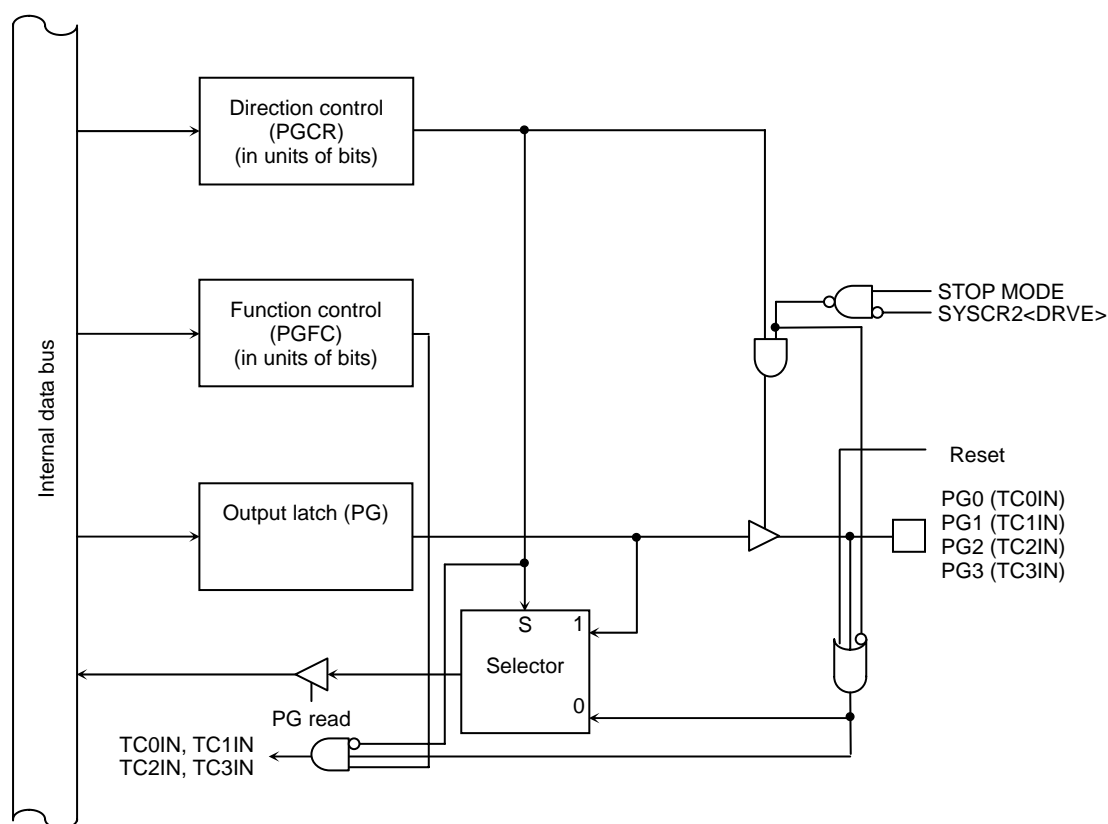 Internal data bus
Direction control
(PGCR)
(in units of bits)
Function control
(PGFC)
(in units of bits)
STOP MODE
SYSCR2<DRVE>
Reset
Output latch (PG)
PG0 (TC0IN)
PG1 (TC1IN)
PG2 (TC2IN)
PG3 (TC3IN)
S
1
Selector
0
PG read
TC0IN, TC1IN
TC2IN, TC3IN